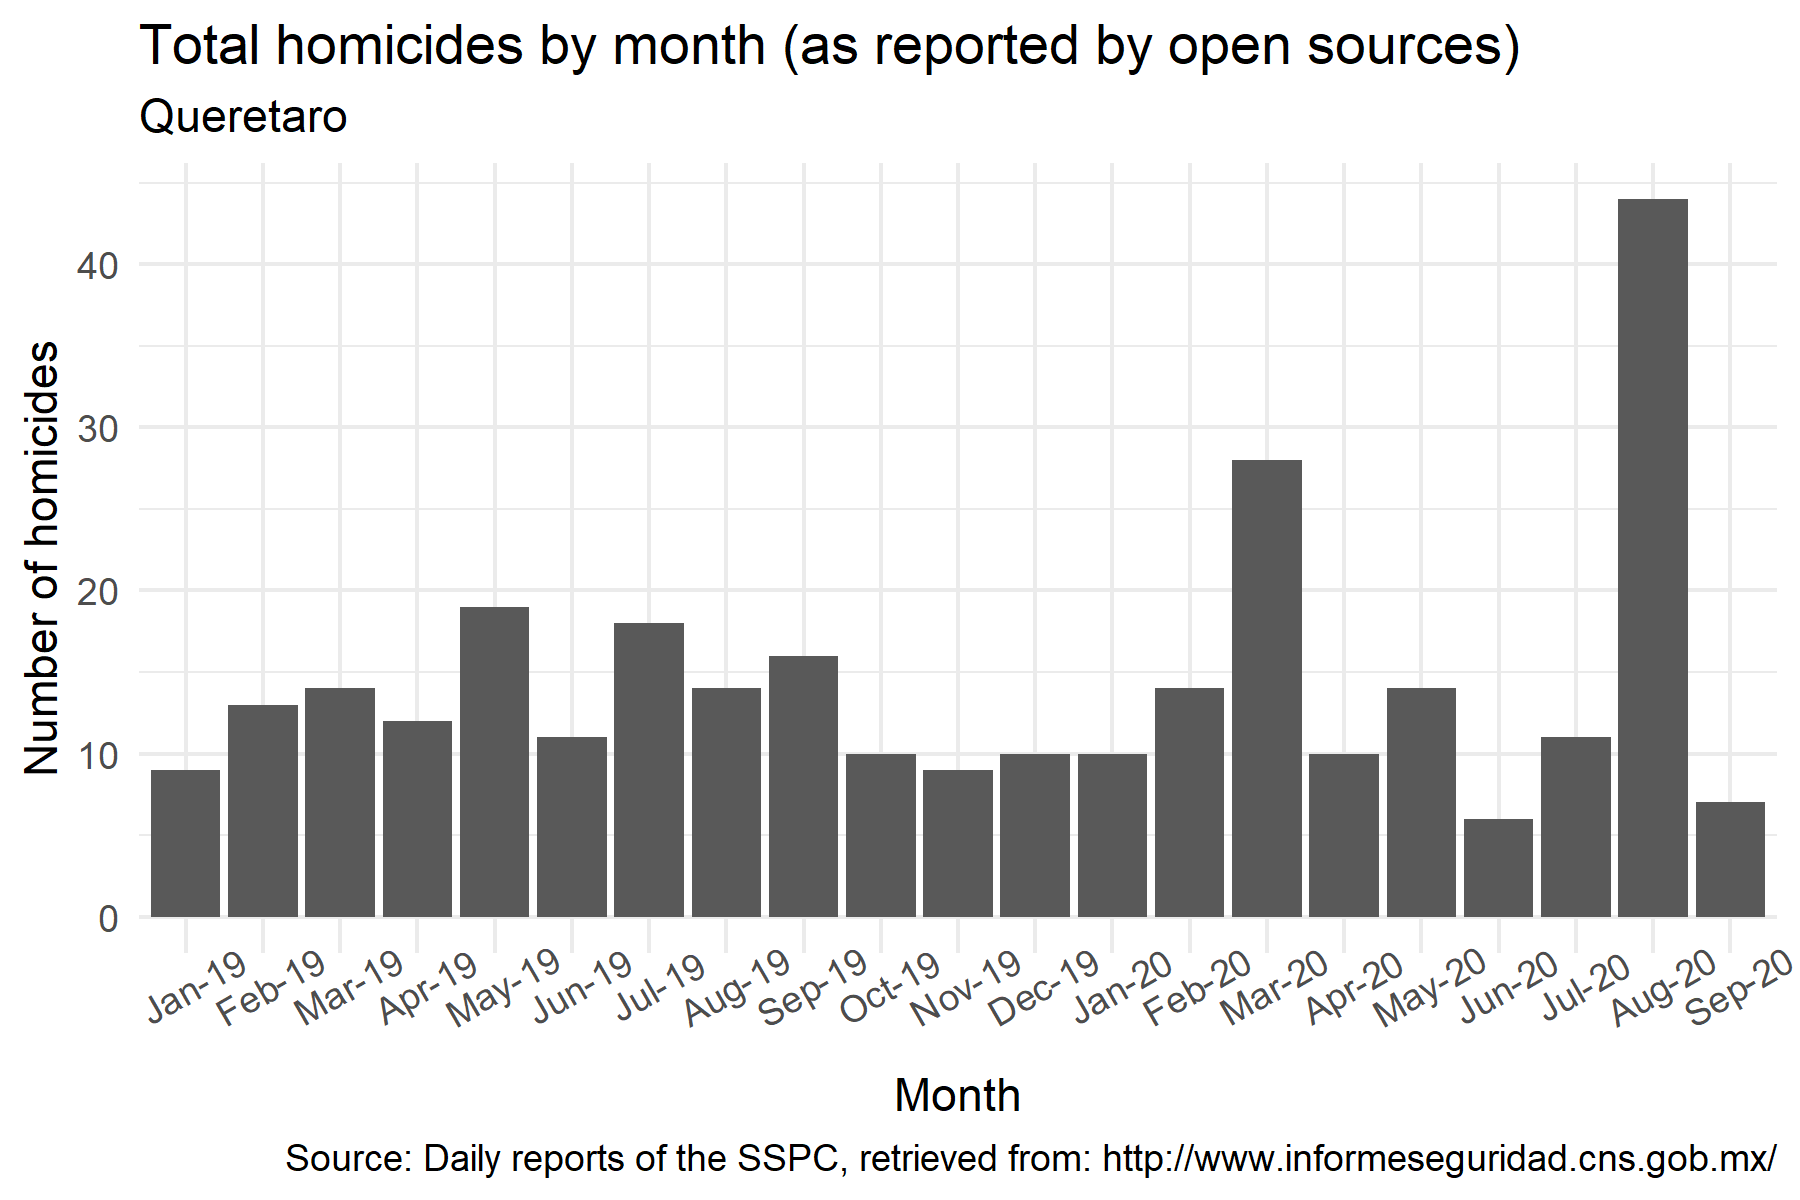 Total homicides by month (as reported by open sources)
Queretaro
Number of homicides
40
30
20
10
0
Jan-19
Feb-19
Mar-19
Apr-19
May-19
Jun-19
Jul-19
Aug-19
Sep-19
Oct-19
Nov-19
Dec-19
Jan-20
Feb-20
Mar-20
Apr-20
May-20
Jun-20
Jul-20
Aug-20
Sep-20
Month
Source: Daily reports of the SSPC, retrieved from: http://www.informeseguridad.cns.gob.mx/